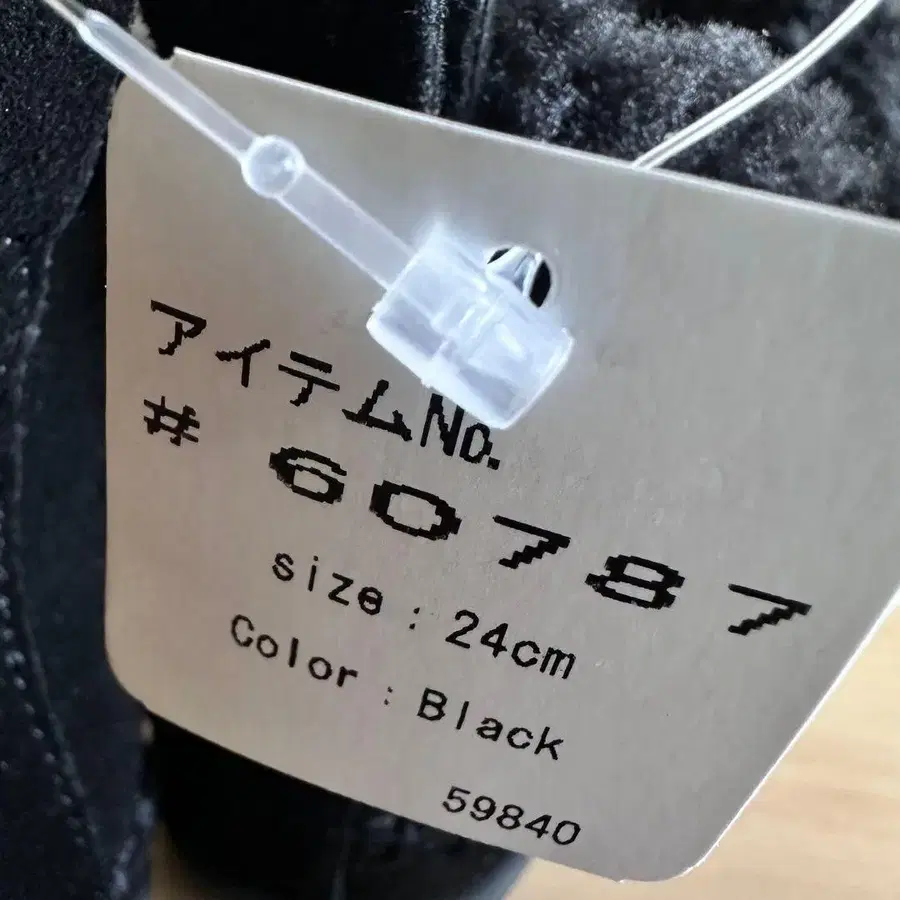 アイテムNo.
# 60787
size : 24cm
Color : Black
59840